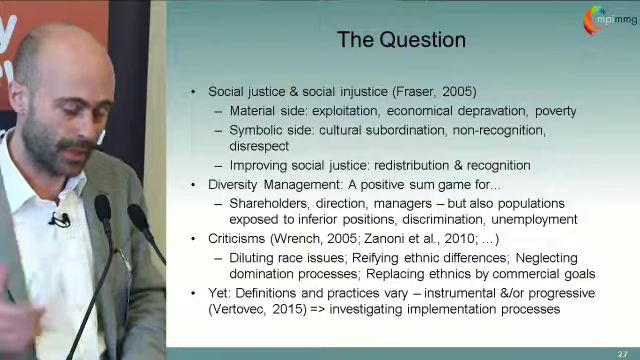 mpimmg
The Question
• Social justice & social injustice (Fraser, 2005)
– Material side: exploitation, economical depravation, poverty
– Symbolic side: cultural subordination, non-recognition,
disrespect
– Improving social justice: redistribution & recognition
• Diversity Management: A positive sum game for...
– Shareholders, direction, managers – but also populations
exposed to inferior positions, discrimination, unemployment
• Criticisms (Wrench, 2005; Zanoni et al., 2010; ...)
– Diluting race issues; Reifying ethnic differences; Neglecting
domination processes; Replacing ethnics by commercial goals
• Yet: Definitions and practices vary – instrumental &/or progressive
(Vertovec, 2015) => investigating implementation processes
27